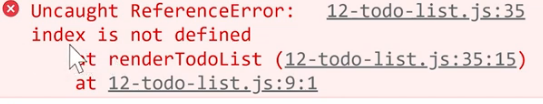 Uncaught ReferenceError: 12-todo-list.js:35
index is not defined
at renderTodoList (12-todo-list.js:35:15)
at 12-todo-list.js:9:1